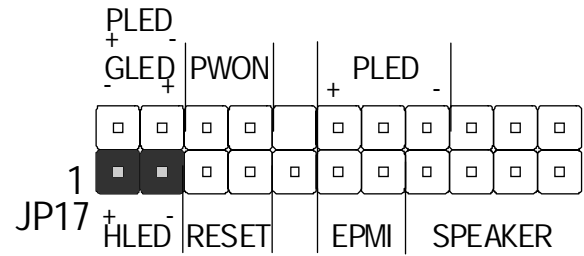 PLED
+ -
GLED PWON PLED
- + + -
1
JP17
+ -
HLED RESET EPMI SPEAKER